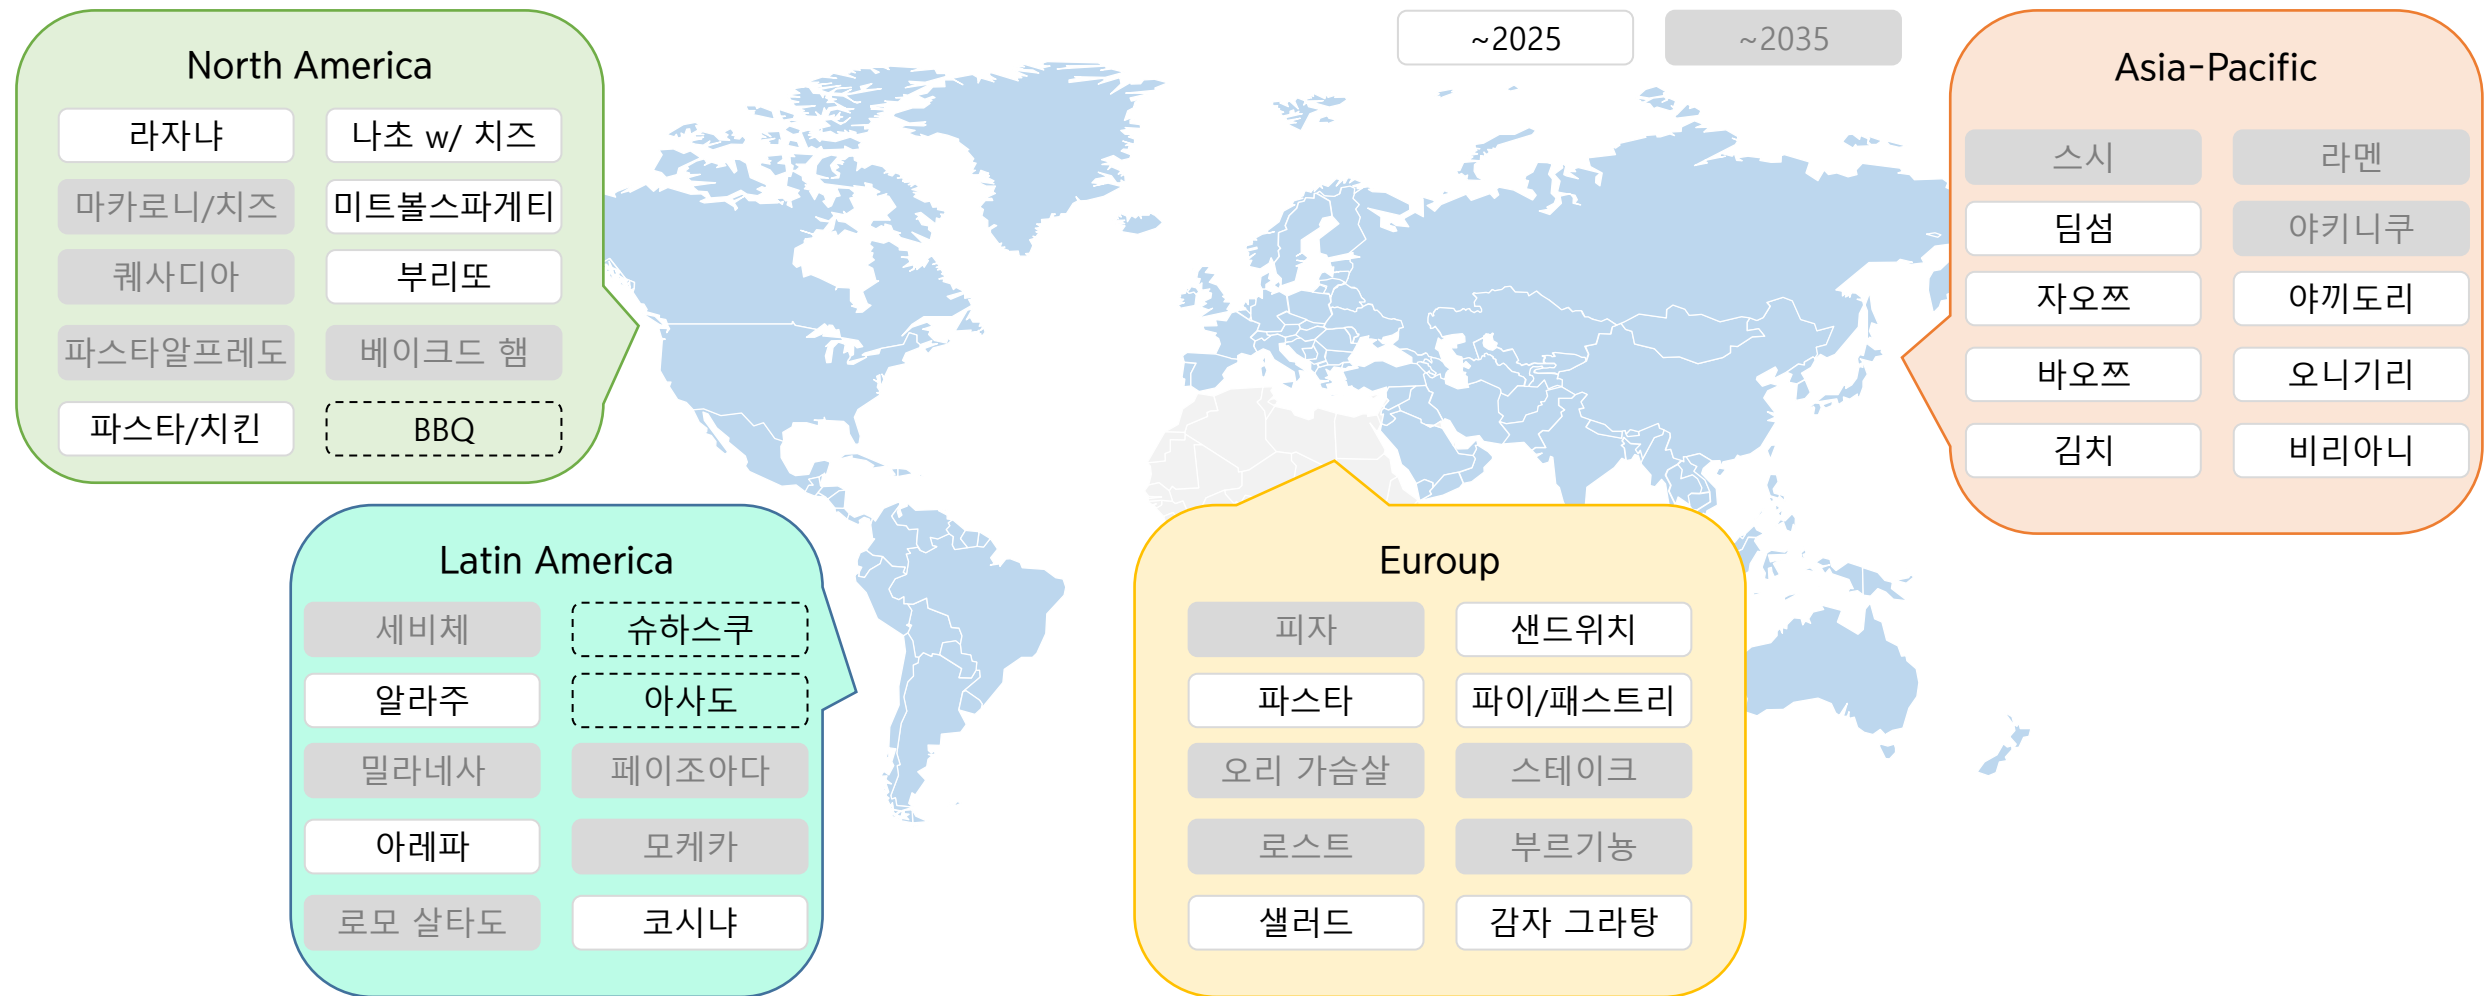 ~2025
~2035
North America
라자냐
나초 w/ 치즈
마카로니/치즈
미트볼스파게티
퀘사디아
부리또
파스타알프레도
베이크드 햄
파스타/치킨
BBQ
Asia-Pacific
스시
라멘
딤섬
야키니쿠
자오쯔
야끼도리
바오쯔
오니기리
김치
비리아니
Latin America
세비체
슈하스쿠
알라주
아사도
밀라네사
페이조아다
아레파
모케카
로모 살타도
코시냐
Euroup
피자
샌드위치
파스타
파이/패스트리
오리 가슴살
스테이크
로스트
부르기뇽
샐러드
감자 그라탕